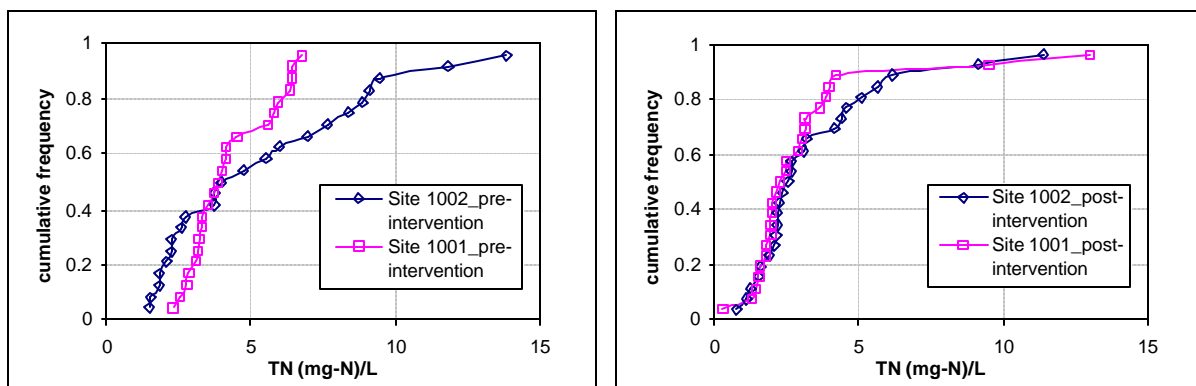 1
0.8
0.6
0.4
0.2
0
cumulative frequency
Site 1002_pre-
intervention
Site 1001_pre-
intervention
0 5 10 15
TN (mg-N)/L
1
0.8
0.6
0.4
0.2
0
cumulative frequency
Site 1002_post-
intervention
Site 1001_post-
intervention
0 5 10 15
TN (mg-N)/L